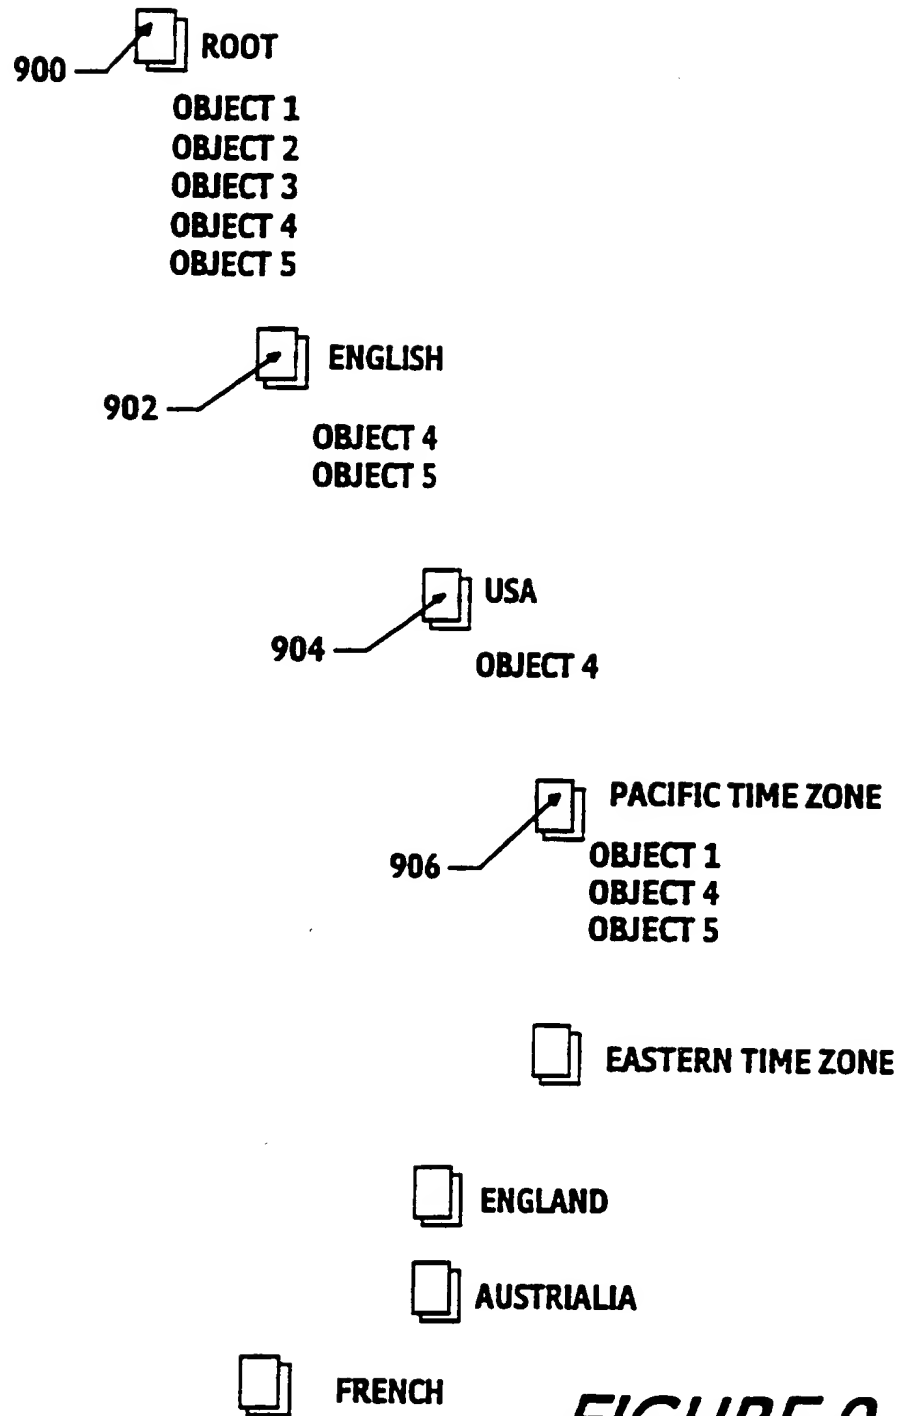 ROOT
900
OBJECT 1
OBJECT 2
OBJECT 3
OBJECT 4
OBJECT 5
ENGLISH
902
OBJECT 4
OBJECT 5
USA
904
OBJECT 4
PACIFIC TIME ZONE
906
OBJECT 1
OBJECT 4
OBJECT 5
EASTERN TIME ZONE
ENGLAND
AUSTRIALIA
FRENCH
FIGURE 9